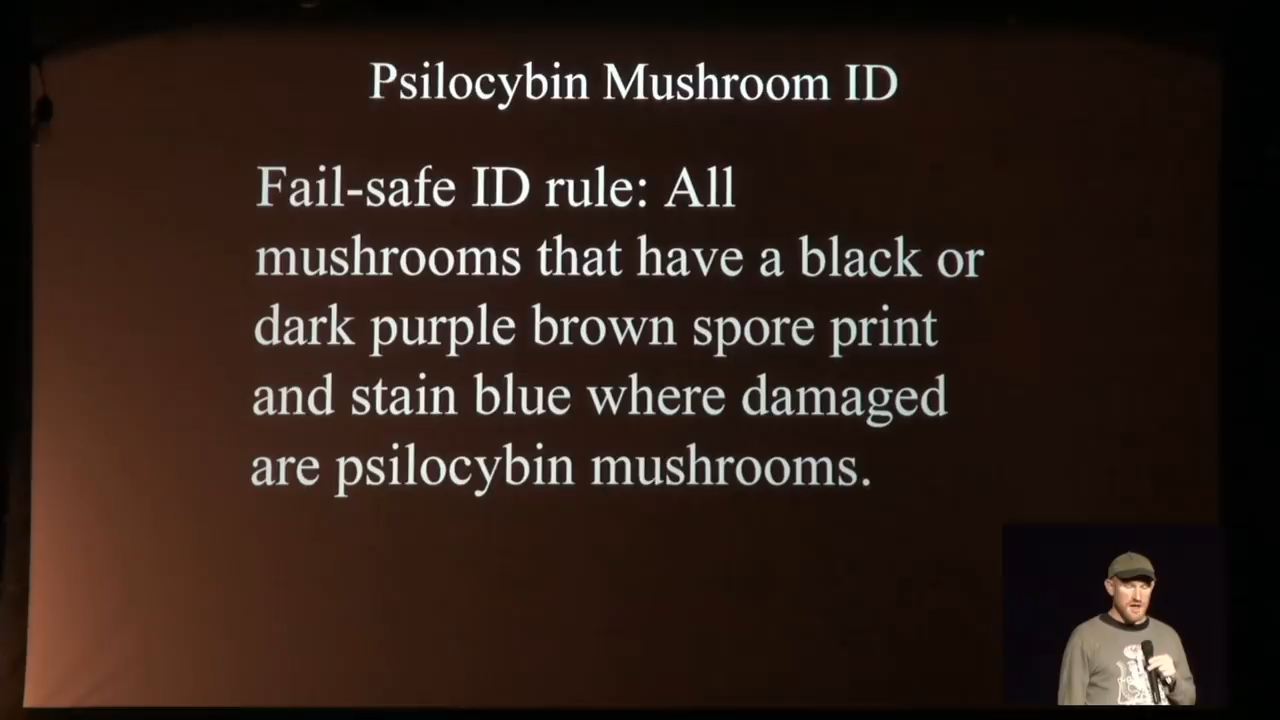 Psilocybin Mushroom ID
Fail-safe ID rule: All
mushrooms that have a black or
dark purple brown spore print
and stain blue where damaged
are psilocybin mushrooms.